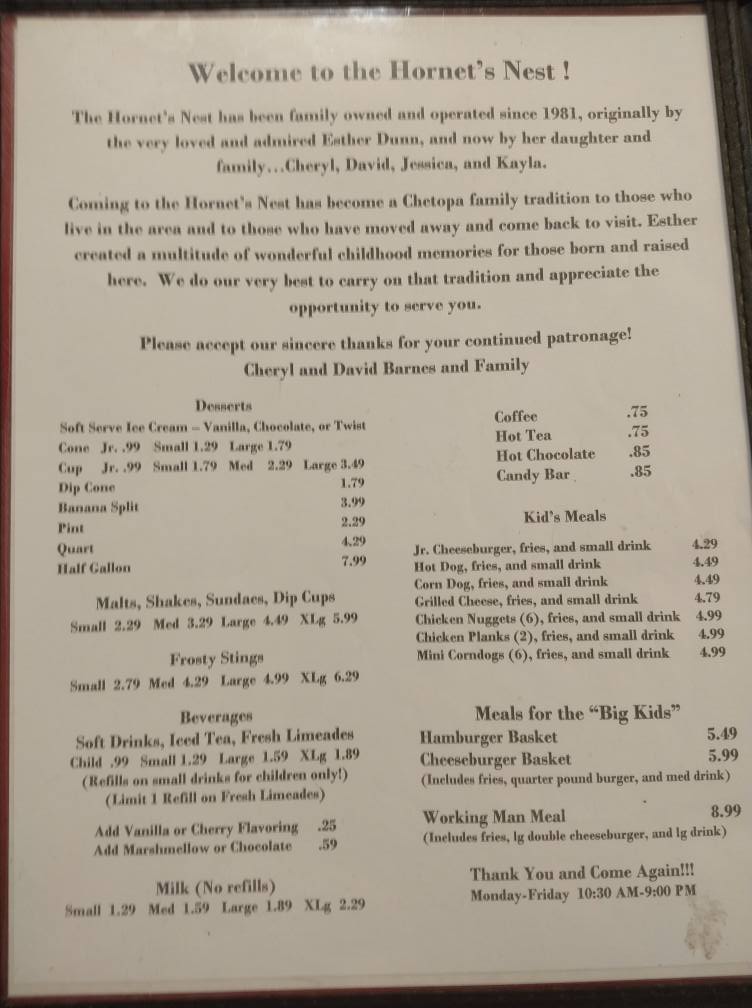 Welcome to the Hornet's Nest !
The Hornet's Nest has been family owned and operated since 1981, originally by
the very loved and admired Esther Dunn, and now by her daughter and
family...Cheryl, David, Jessica, and Kayla.
Coming to the Hornet's Nest has become a Chetopa family tradition to those who
live in the area and to those who have moved away and come back to visit. Esther
created a multitude of wonderful childhood memories for those born and raised
here. We do our very best to carry on that tradition and appreciate the
opportunity to serve you.
Please accept our sincere thanks for your continued patronage!
Cheryl and David Barnes and Family
Desserts
Soft Serve Ice Cream – Vanilla, Chocolate, or Twist
Cone Jr. .99 Small 1.29 Large 1.79
Cup Jr. .99 Small 1.79 Med 2.29 Large 3.49
Dip Cone 1.79
Banana Split 3.99
Pint 2.29
Quart 4.29
Half Gallon 7.99
Malts, Shakes, Sundaes, Dip Cups
Small 2.29 Med 3.29 Large 4.49 XLg 5.99
Frosty Stings
Small 2.79 Med 4.29 Large 4.99 XLg 6.29
Beverages
Soft Drinks, Iced Tea, Fresh Limeades
Child .99 Small 1.29 Large 1.59 XLg 1.89
(Refills on small drinks for children only!)
(Limit 1 Refill on Fresh Limeades)
Add Vanilla or Cherry Flavoring .25
Add Marshmellow or Chocolate .59
Milk (No refills)
Small 1.29 Med 1.59 Large 1.89 XLg 2.29
Coffee .75
Hot Tea .75
Hot Chocolate .85
Candy Bar .85
Kid's Meals
Jr. Cheeseburger, fries, and small drink 4.29
Hot Dog, fries, and small drink 4.49
Corn Dog, fries, and small drink 4.49
Grilled Cheese, fries, and small drink 4.79
Chicken Nuggets (6), fries, and small drink 4.99
Chicken Planks (2), fries, and small drink 4.99
Mini Corndogs (6), fries, and small drink 4.99
Meals for the "Big Kids"
Hamburger Basket 5.49
Cheeseburger Basket 5.99
(Includes fries, quarter pound burger, and med drink)
Working Man Meal 8.99
(Includes fries, lg double cheeseburger, and lg drink)
Thank You and Come Again!!!
Monday-Friday 10:30 AM-9:00 PM